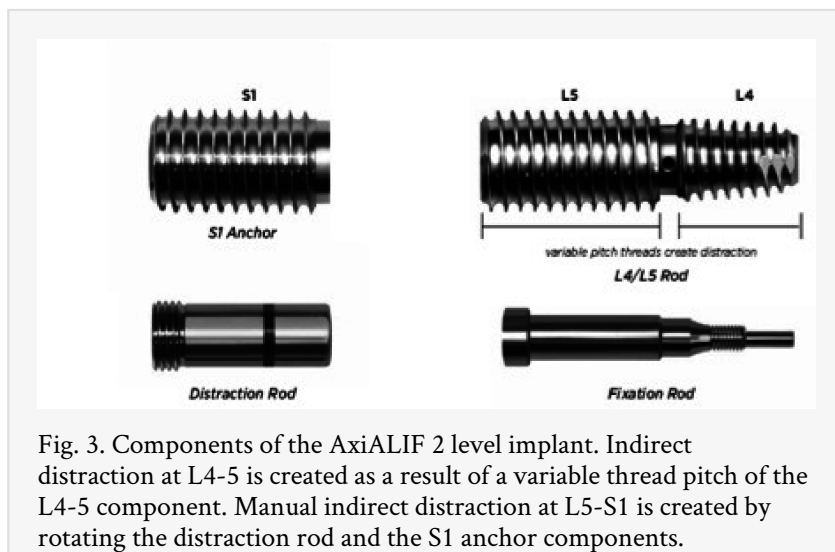 S1
L5
L4
S1 Anchor
variable pitch threads create distraction
L4/L5 Rod
Distraction Rod
Fixation Rod
Fig. 3. Components of the AxiALIF 2 level implant. Indirect
distraction at L4-5 is created as a result of a variable thread pitch of the
L4-5 component. Manual indirect distraction at L5-S1 is created by
rotating the distraction rod and the S1 anchor components.